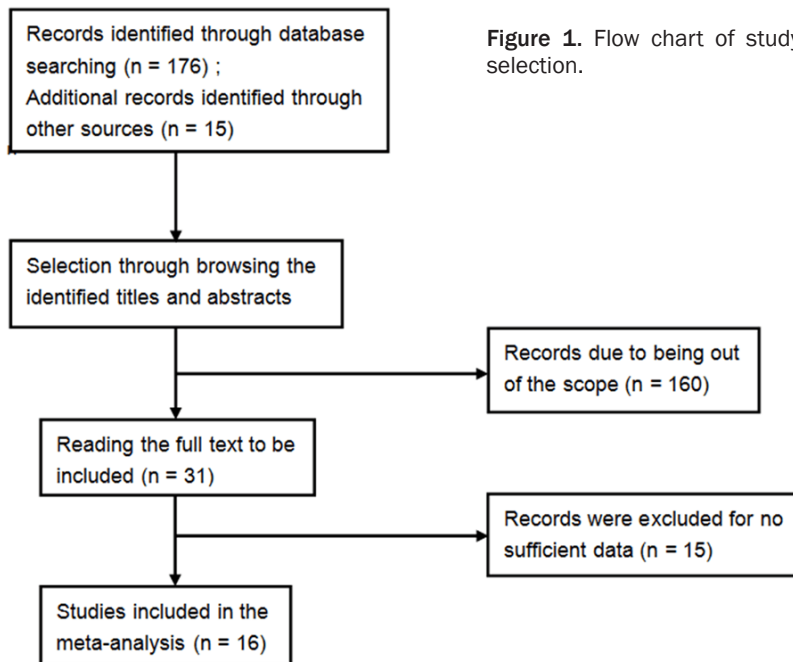 Records identified through database
searching (n = 176) ;
Additional records identified through
other sources (n = 15)
Figure 1. Flow chart of study
selection.
Selection through browsing the
identified titles and abstracts
Records due to being out
of the scope (n = 160)
Reading the full text to be
included (n = 31)
Records were excluded for no
sufficient data (n = 15)
Studies included in the
meta-analysis (n = 16)